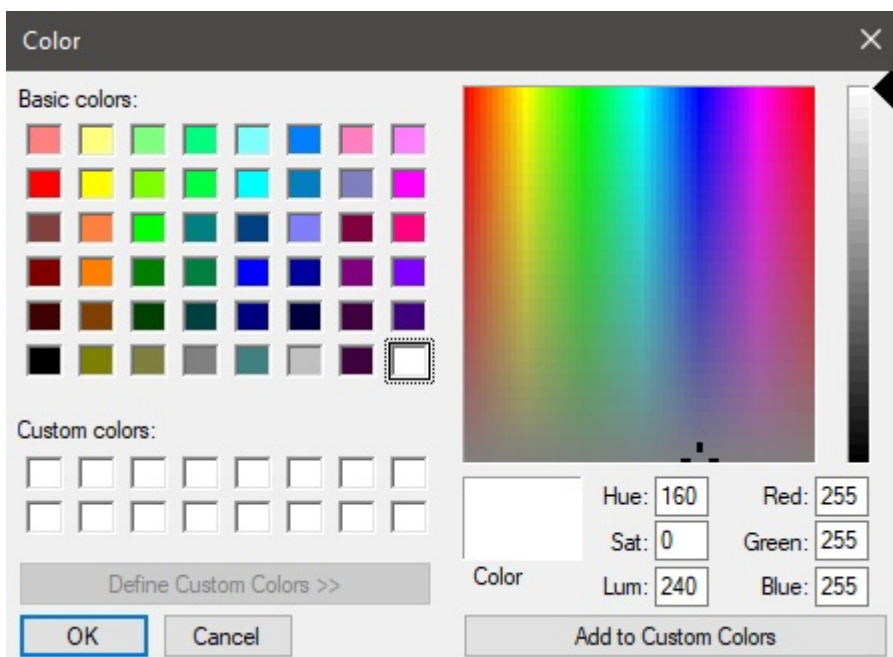 Color
Basic colors:
Custom colors:
Define Custom Colors >>
OK Cancel
Color
Hue: 160 Red: 255
Sat: 0 Green: 255
Lum: 240 Blue: 255
Add to Custom Colors